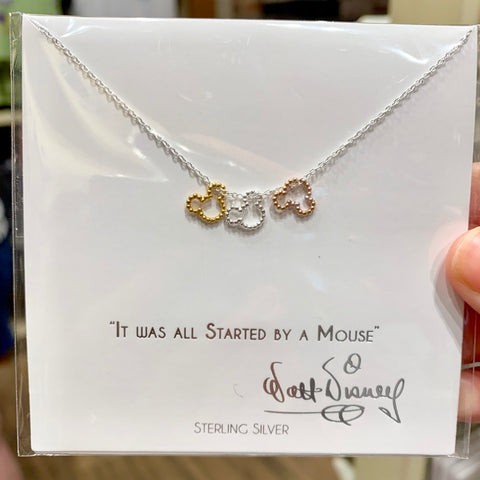 "It was all Started by a Mouse"
Walt Disney
Sterling Silver